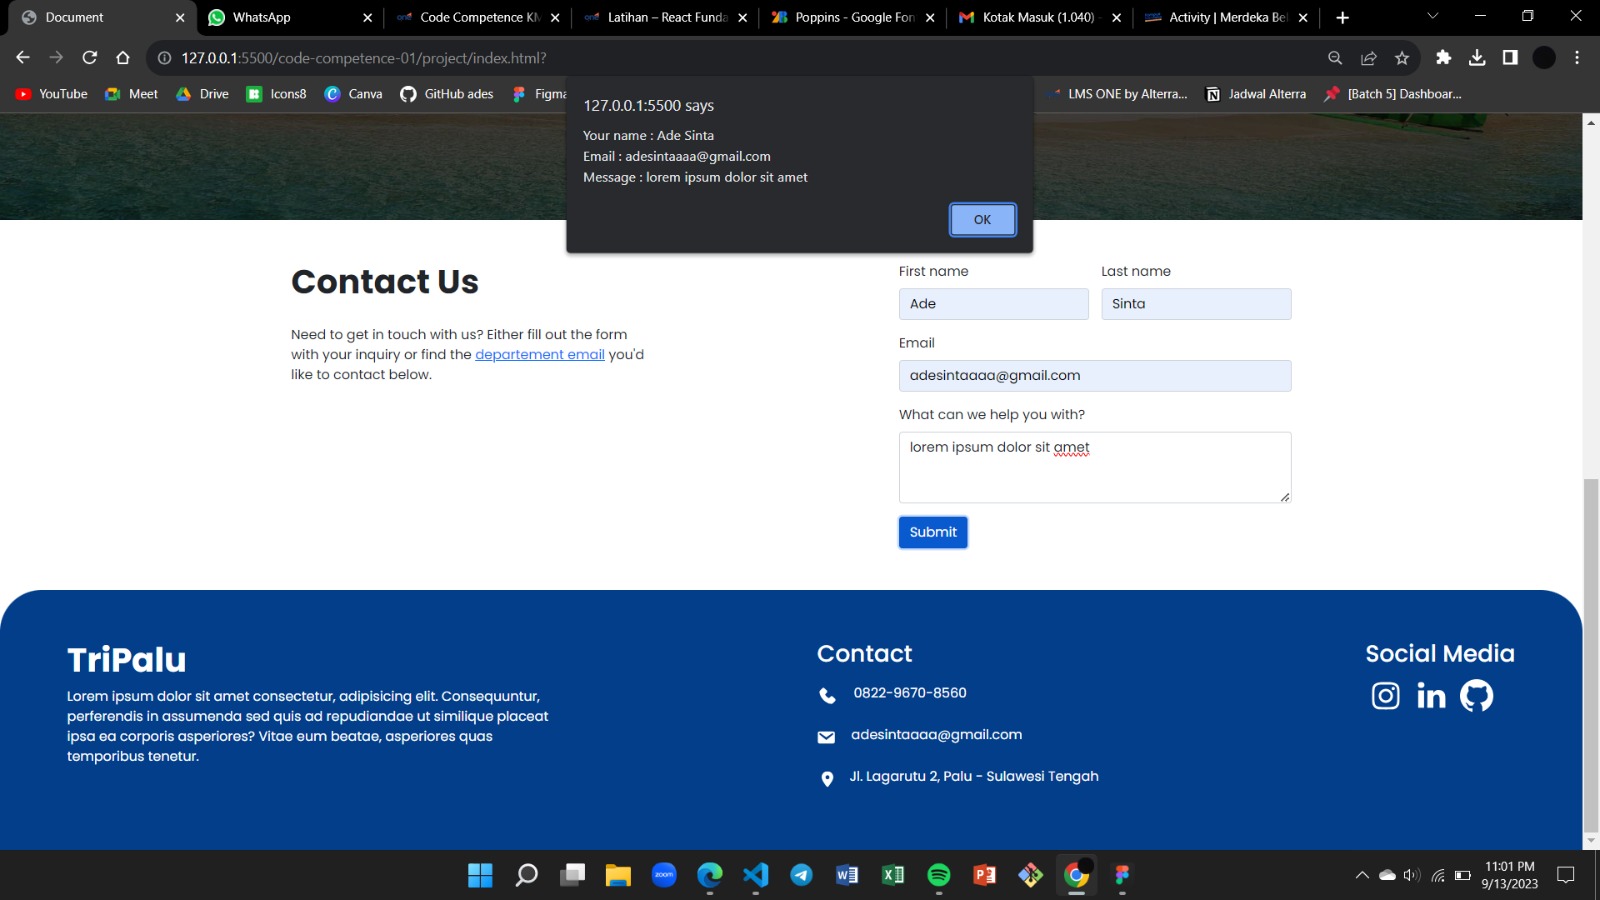 Document
WhatsApp
Code Competence KM
Latihan – React Funda
Poppins - Google Fon
Kotak Masuk (1.040) -
Activity | Merdeka Be
127.0.0.1:5500/code-competence-01/project/index.html?
YouTube
Meet
Drive
Icons8
Canva
GitHub ades
Figma
LMS ONE by Alterra...
Jadwal Alterra
[Batch 5] Dashboar...
127.0.0.1:5500 says
Your name : Ade Sinta
Email : adesintaaaa@gmail.com
Message : lorem ipsum dolor sit amet
OK
Contact Us
Need to get in touch with us? Either fill out the form
with your inquiry or find the departement email you'd
like to contact below.
First name
Last name
Ade
Sinta
Email
adesintaaaa@gmail.com
What can we help you with?
lorem ipsum dolor sit amet
Submit
TriPalu
Lorem ipsum dolor sit amet consectetur, adipisicing elit. Consequuntur,
perferendis in assumenda sed quis ad repudiandae ut similique placeat
ipsa ea corporis asperiores? Vitae eum beatae, asperiores quas
temporibus tenetur.
Contact
0822-9670-8560
adesintaaaa@gmail.com
Jl. Lagarutu 2, Palu - Sulawesi Tengah
Social Media
in
zoom
11:01 PM
9/13/2023